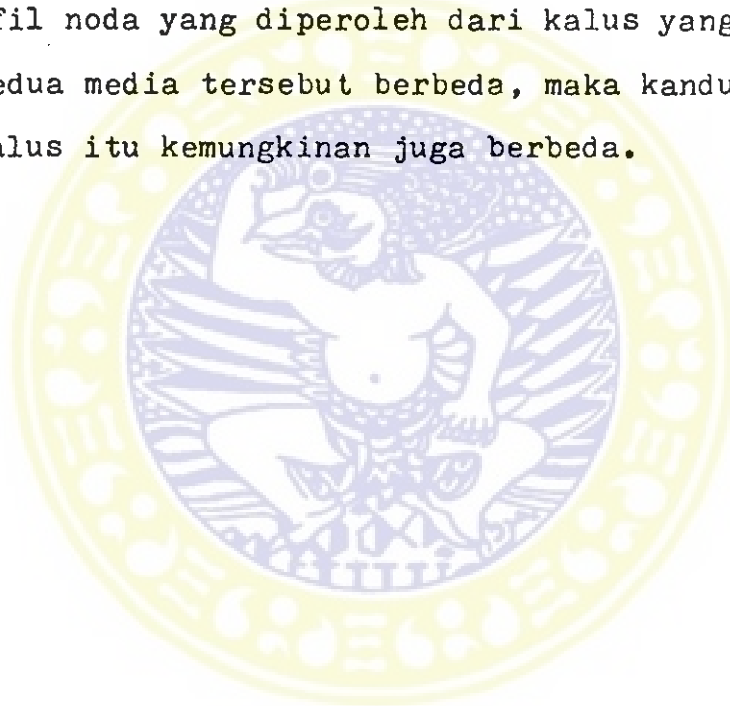 fil noda yang diperoleh dari kalus yang
edua media tersebut berbeda, maka kandu
alus itu kemungkinan juga berbeda.